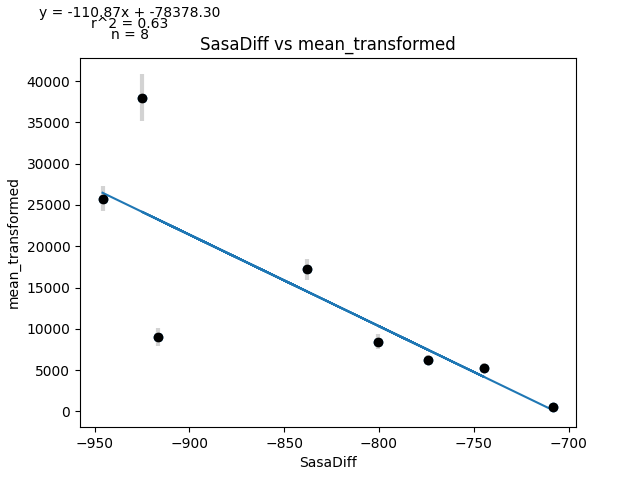 y = -110.87x + -78378.30
r^2 = 0.63
n = 8
SasaDiff vs mean_transformed
mean_transformed
40000
35000
30000
25000
20000
15000
10000
5000
0
−950
−900
−850
−800
−750
−700
SasaDiff